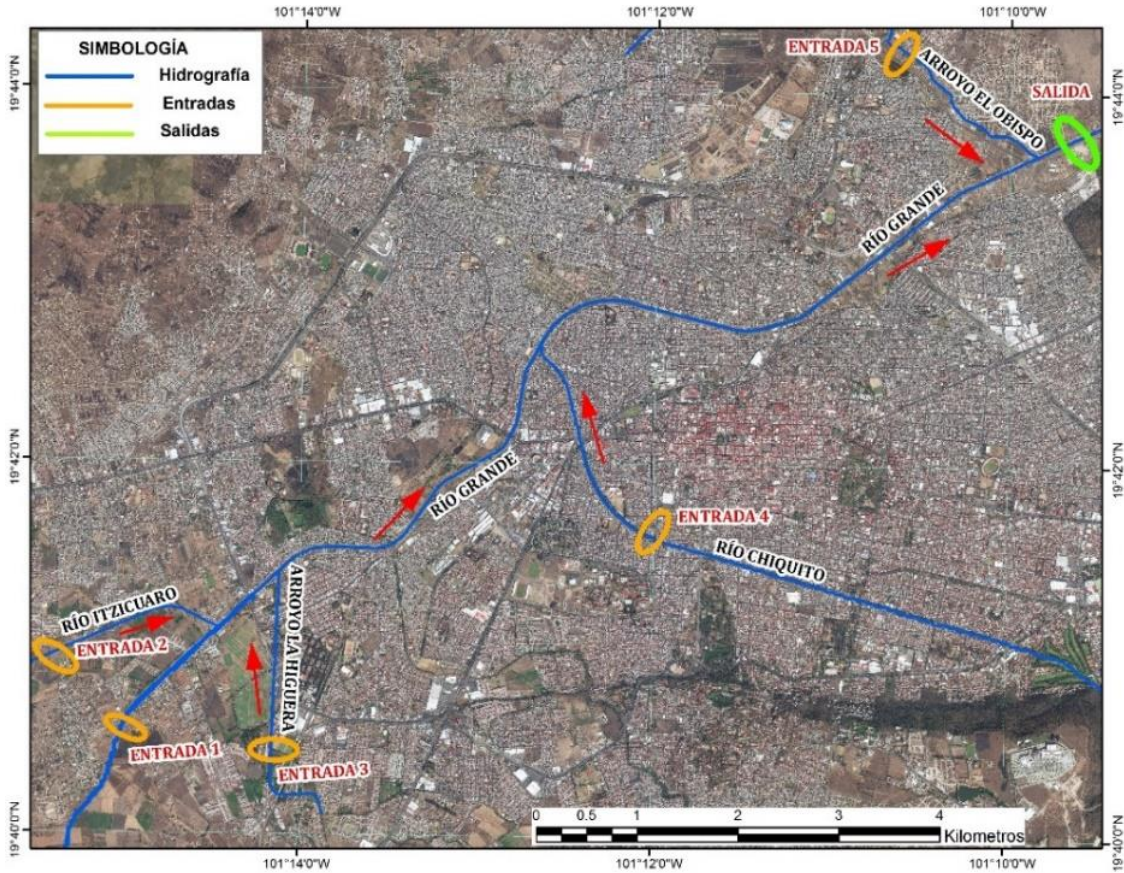 101°14'0"W
101°12'0"W
101°10'0"W
SIMBOLOGÍA
Hidrografía
Entradas
Salidas
ENTRADA 5
ARROYO EL OBISPO
SALIDA
19°44'0"N
19°44'0"N
RÍO GRANDE
19°42'0"N
19°42'0"N
RÍO GRANDE
ENTRADA 4
RÍO CHIQUITO
RÍO ITZICUARO
ARROYO LA HIGUERA
ENTRADA 2
ENTRADA 1
ENTRADA 3
0 0.5 1 2 3 4
Kilometros
19°40'0"N
19°40'0"N
101°14'0"W
101°12'0"W
101°10'0"W